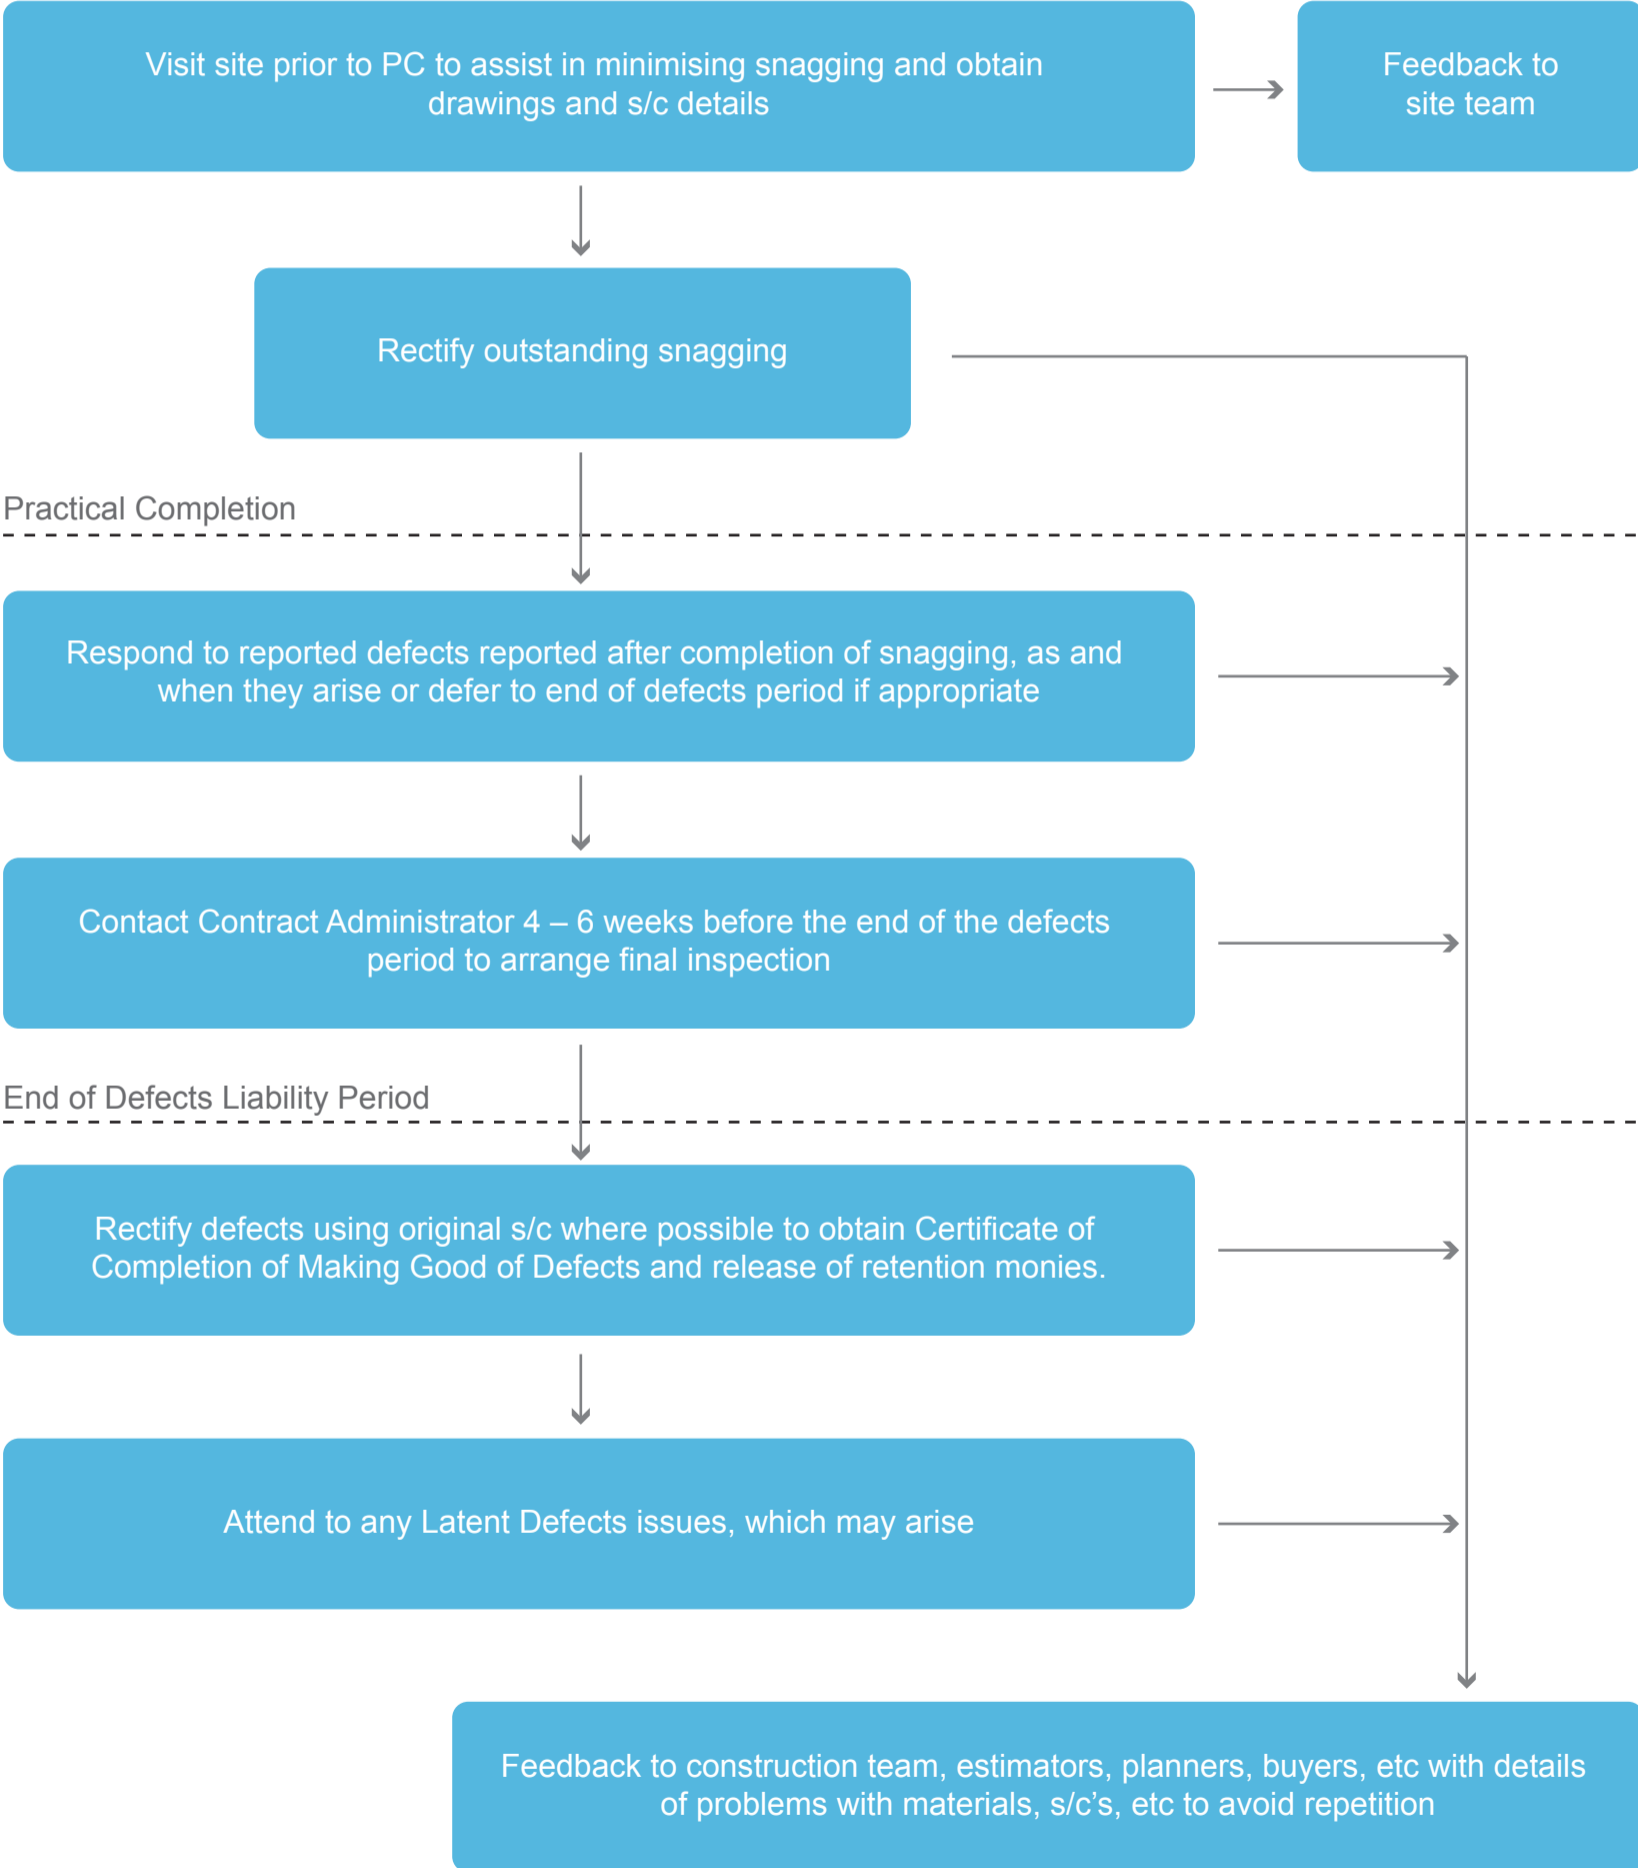 Visit site prior to PC to assist in minimising snagging and obtain
drawings and s/c details
Feedback to
site team
Rectify outstanding snagging
Practical Completion
Respond to reported defects reported after completion of snagging, as and
when they arise or defer to end of defects period if appropriate
Contact Contract Administrator 4 – 6 weeks before the end of the defects
period to arrange final inspection
End of Defects Liability Period
Rectify defects using original s/c where possible to obtain Certificate of
Completion of Making Good of Defects and release of retention monies.
Attend to any Latent Defects issues, which may arise
Feedback to construction team, estimators, planners, buyers, etc with details
of problems with materials, s/c’s, etc to avoid repetition